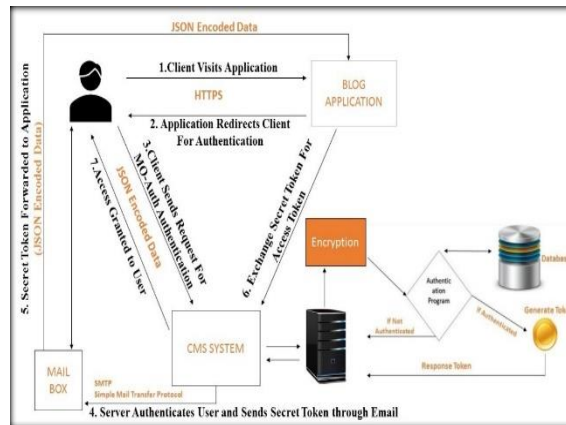 JSON Encoded Data
1.Client Visits Application
HTTPS
2. Application Redirects Client
For Authentication
BLOG
APPLICATION
3.Client Sends Request For
MO-Auth Authentication
JSON Encoded Data
7.Access Granted to User
6. Exchange Secret Token For
Access Token
5. Secret Token Forwarded to Application
(JSON Encoded Data)
Encryption
Authentic
ation
Program
Database
If Not
Authenticated
If Authenticated
Generate Token
Response Token
CMS SYSTEM
MAIL
BOX
SMTP
Simple Mail Transfer Protocol
4. Server Authenticates User and Sends Secret Token through Email